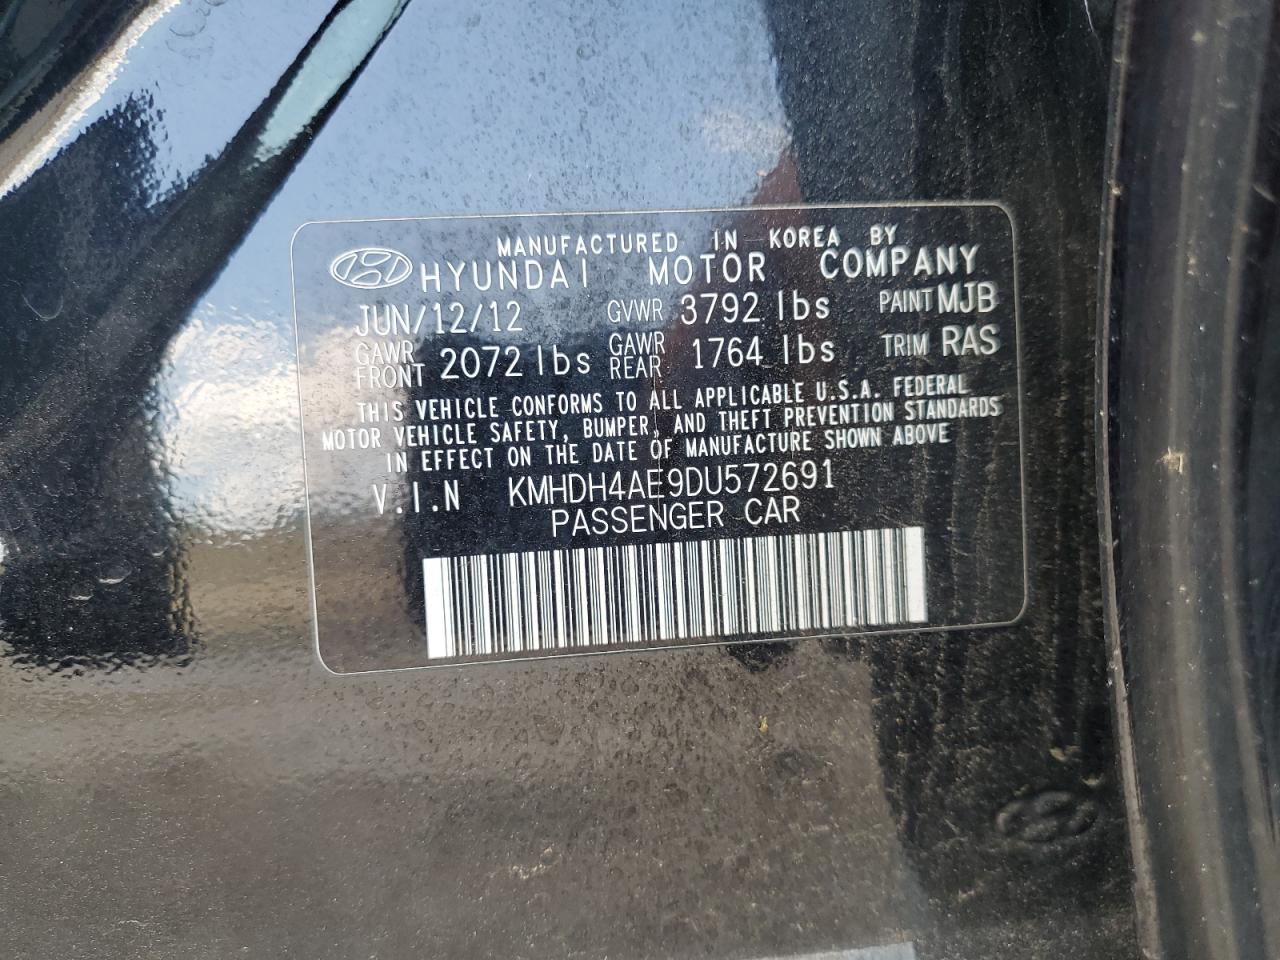 MANUFACTURED IN KOREA BY
HYUNDAI MOTOR COMPANY
JUN/12/12 GVWR 3792 lbs PAINT MJB
GAWR FRONT 2072 lbs GAWR REAR 1764 lbs TRIM RAS
THIS VEHICLE CONFORMS TO ALL APPLICABLE U.S.A. FEDERAL
MOTOR VEHICLE SAFETY, BUMPER, AND THEFT PREVENTION STANDARDS
IN EFFECT ON THE DATE OF MANUFACTURE SHOWN ABOVE
V.I.N KMHDH4AE9DU572691
PASSENGER CAR